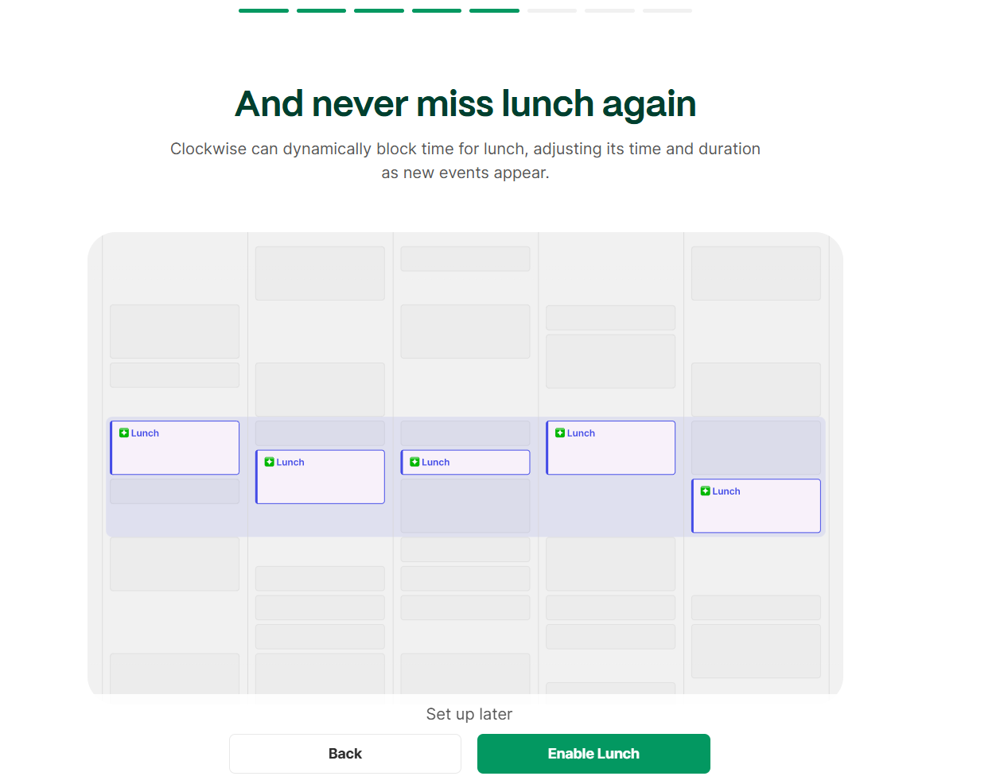 And never miss lunch again
Clockwise can dynamically block time for lunch, adjusting its time and duration
as new events appear.
Lunch
Lunch
Lunch
Lunch
Lunch
Set up later
Back
Enable Lunch